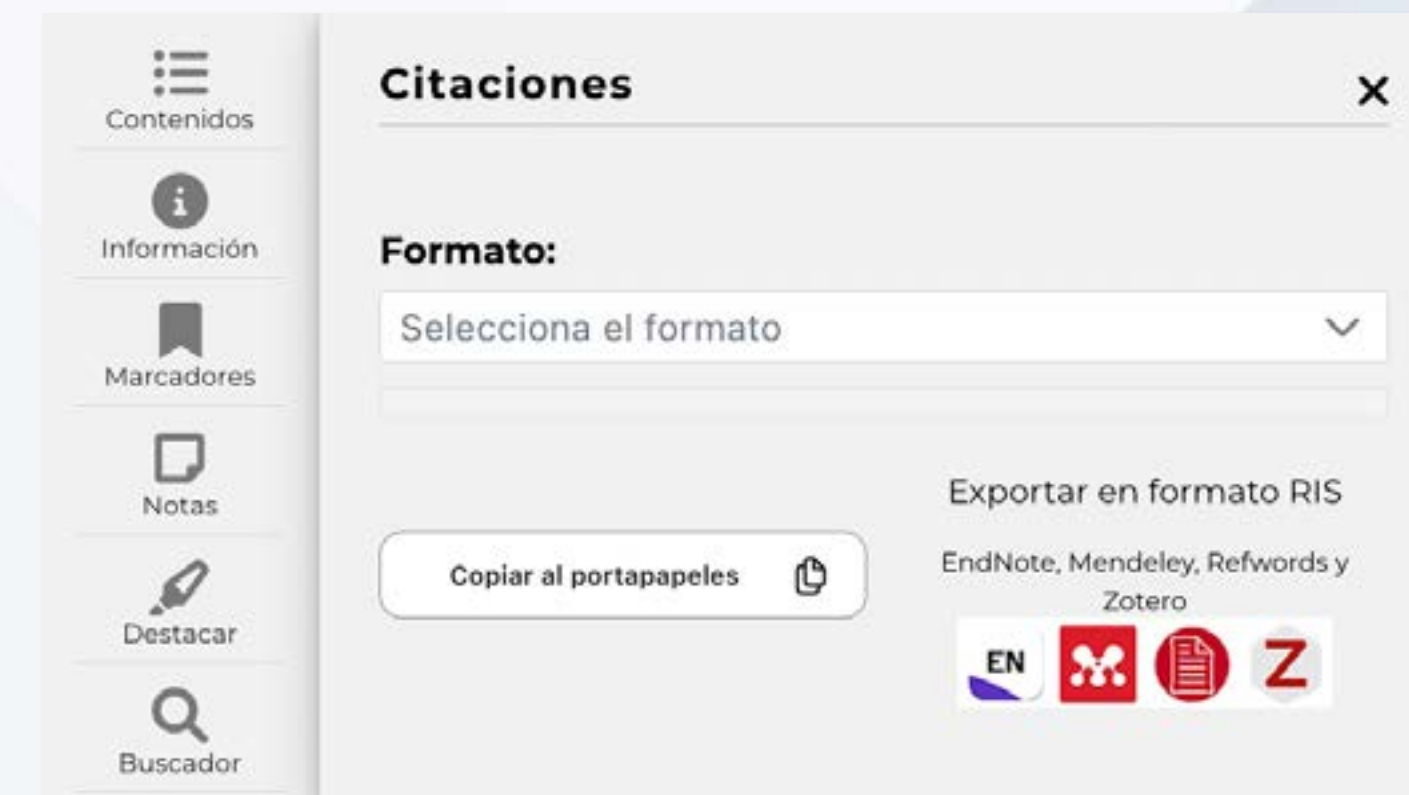 Contenidos
Información
Marcadores
Notas
Destacar
Buscador
Citaciones
Formato:
Selecciona el formato
Copiar al portapapeles
Exportar en formato RIS
EndNote, Mendeley, Refwords y
Zotero
EN
Z